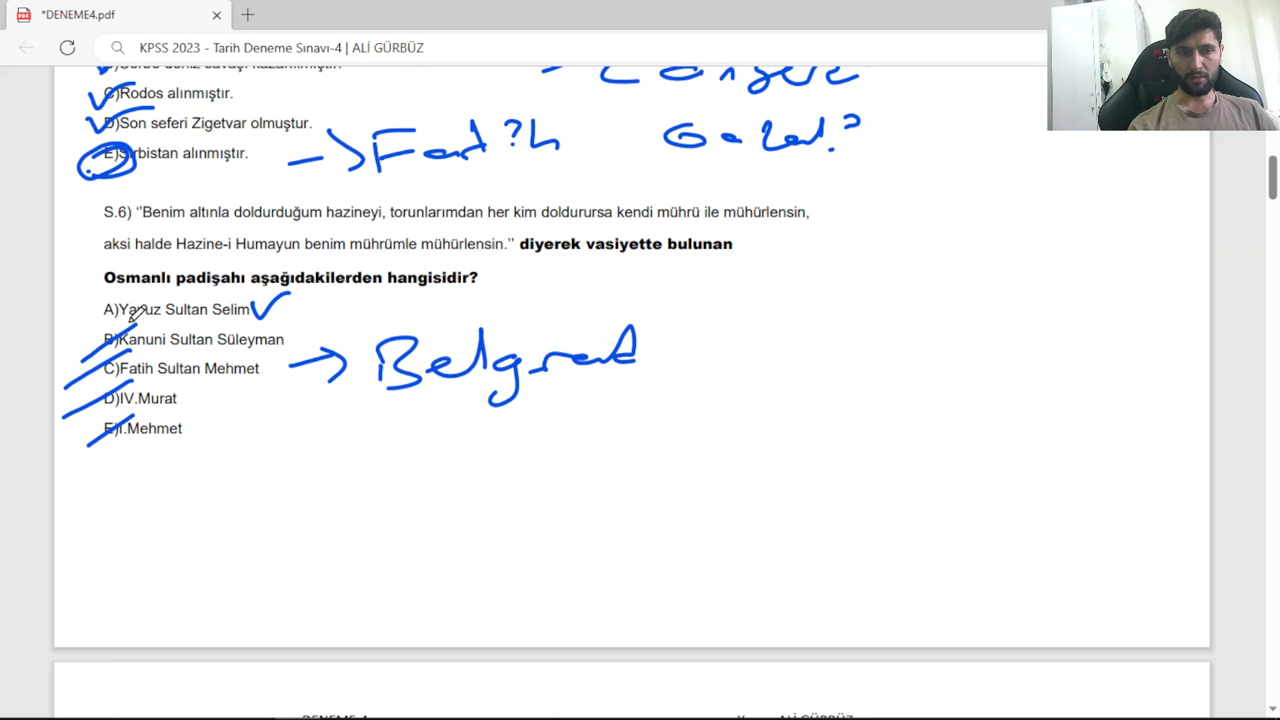 *DENEME4.pdf
KPSS 2023 - Tarih Deneme Sınavı-4 | ALİ GÜRBÜZ
C)Rodos alınmıştır.
D)Son seferi Zigetvar olmuştur.
E)Sırbistan alınmıştır.
Fatih
S.6) ‘’Benim altınla doldurduğum hazineyi, torunlarımdan her kim doldurursa kendi mührü ile mühürlensin,
aksi halde Hazine-i Humayun benim mührümle mühürlensin.’’ diyerek vasiyette bulunan
Osmanlı padişahı aşağıdakilerden hangisidir?
A)Yavuz Sultan Selim
B)Kanuni Sultan Süleyman
C)Fatih Sultan Mehmet
Belgrad
D)IV.Murat
E)I.Mehmet